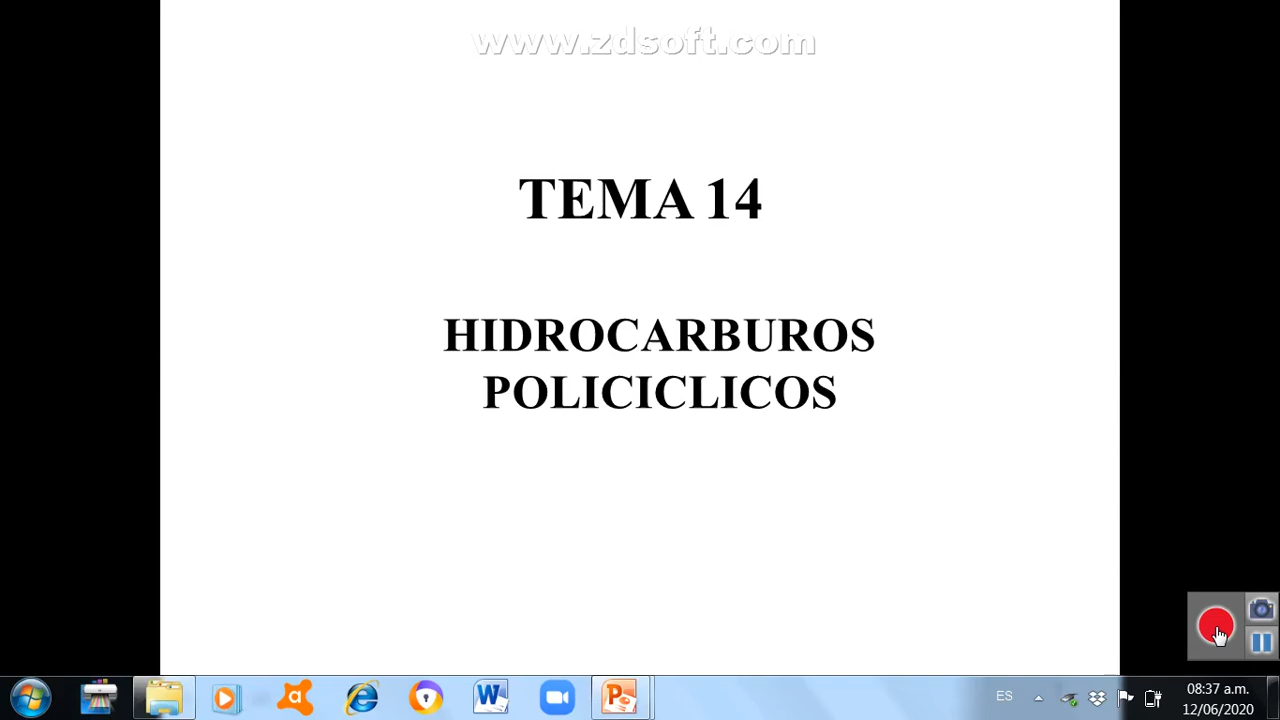 www.zdsoft.com
TEMA 14
HIDROCARBUROS
POLICICLICOS
ES
08:37 a.m.
12/06/2020